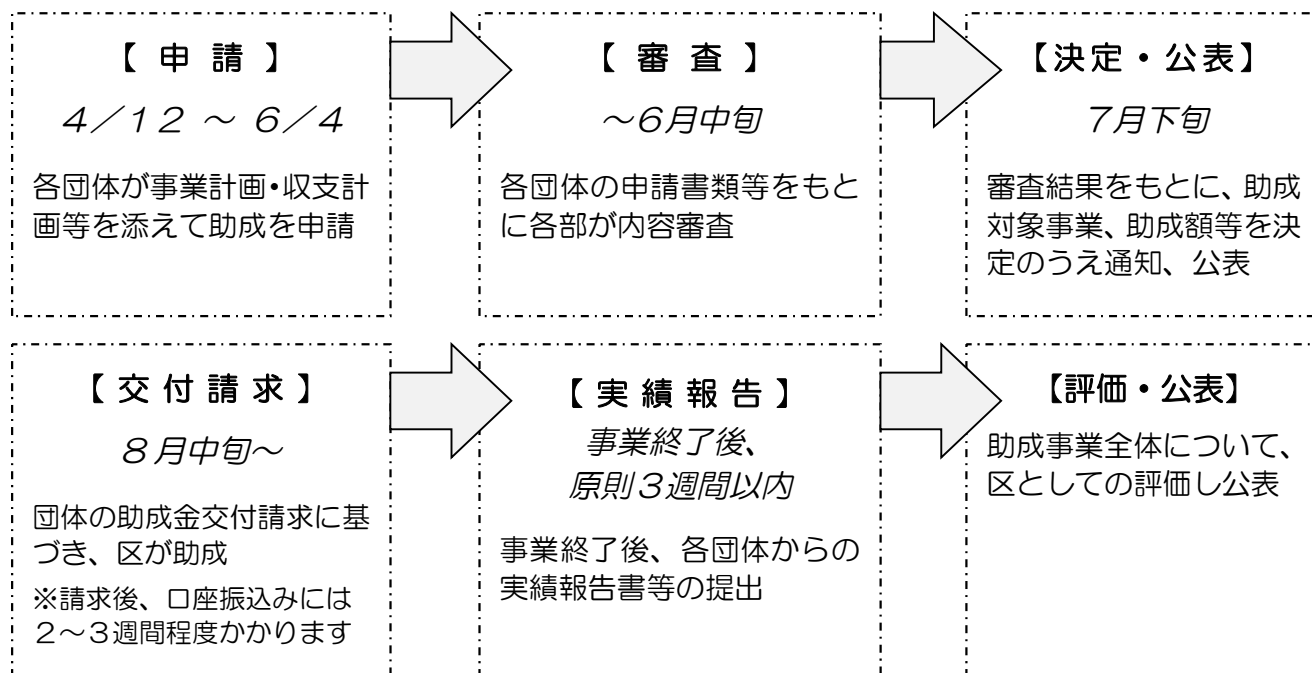 【 申 請 】
4／12 ～ 6／4
各団体が事業計画・収支計
画等を添えて助成を申請
【 審 査 】
～6月中旬
各団体の申請書類等をもと
に各部が内容審査
【決定・公表】
7月下旬
審査結果をもとに、助成
対象事業、助成額等を決
定のうえ通知、公表
【 交 付 請 求 】
8月中旬～
団体の助成金交付請求に基
づき、区が助成
※請求後、口座振込みには
2～3週間程度かかります
【 実 績 報 告 】
事業終了後、
原則3週間以内
事業終了後、各団体からの
実績報告書等の提出
【評価・公表】
助成事業全体について、
区としての評価し公表